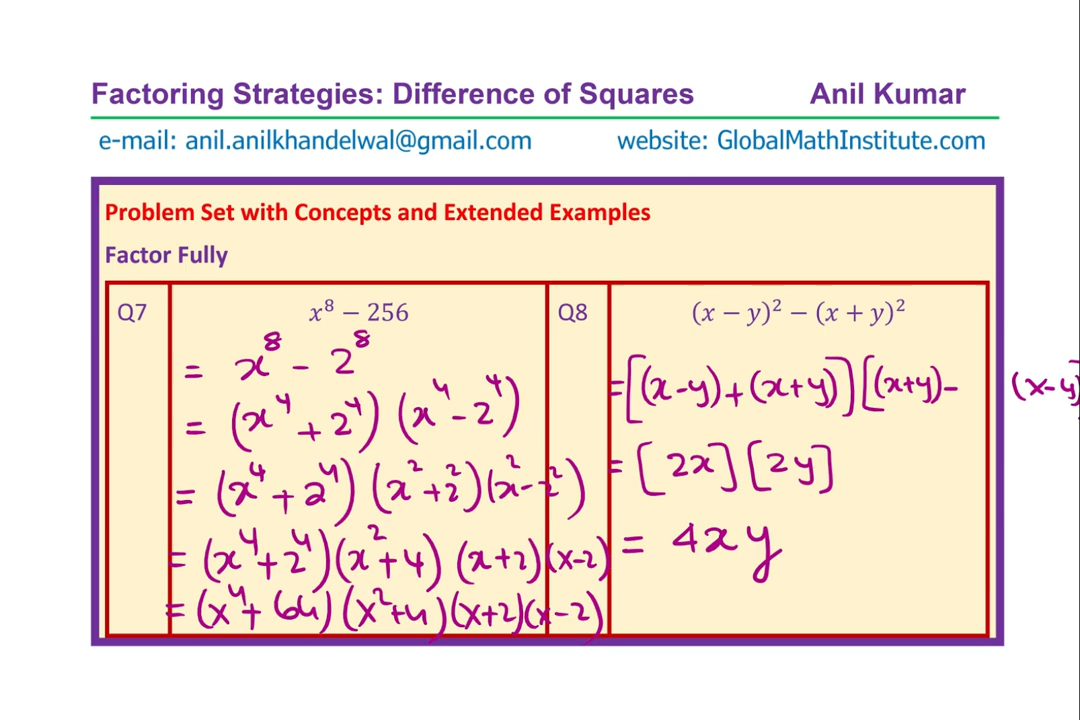 Factoring Strategies: Difference of Squares Anil Kumar
e-mail: anil.anilkhandelwal@gmail.com website: GlobalMathInstitute.com
Problem Set with Concepts and Extended Examples
Factor Fully
Q7 x⁸ − 256
= x⁸ - 2⁸
= (x⁴ + 2⁴) (x⁴ - 2⁴)
= (x⁴ + 2⁴) (x² + 2²)(x² - 2²)
= (x⁴ + 2⁴)(x² + 4) (x + 2)(x - 2)
= (x⁴ + 64)(x² + 4)(x + 2)(x - 2)
Q8 (x − y)² − (x + y)²
= [(x-y) + (x+y)] [(x+y) - (x-y)
= [2x] [2y]
= 4xy